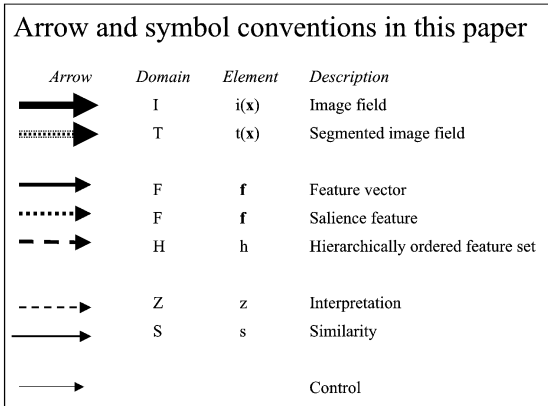 Arrow and symbol conventions in this paper
Arrow Domain Element Description
I i(x) Image field
T t(x) Segmented image field
F f Feature vector
F f Salience feature
H h Hierarchically ordered feature set
Z z Interpretation
S s Similarity
Control